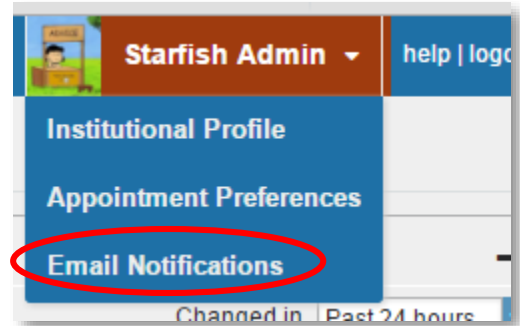 Starfish Admin help | logo
Institutional Profile
Appointment Preferences
Email Notifications
Changed in Past 24 hours